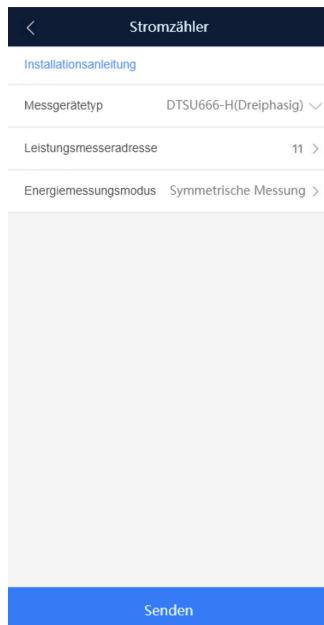 Stromzähler
Installationsanleitung
Messgerätetyp DTSU666-H(Dreiphasig)
Leistungsmesseradresse 11
Energiemessungsmodus Symmetrische Messung
Senden